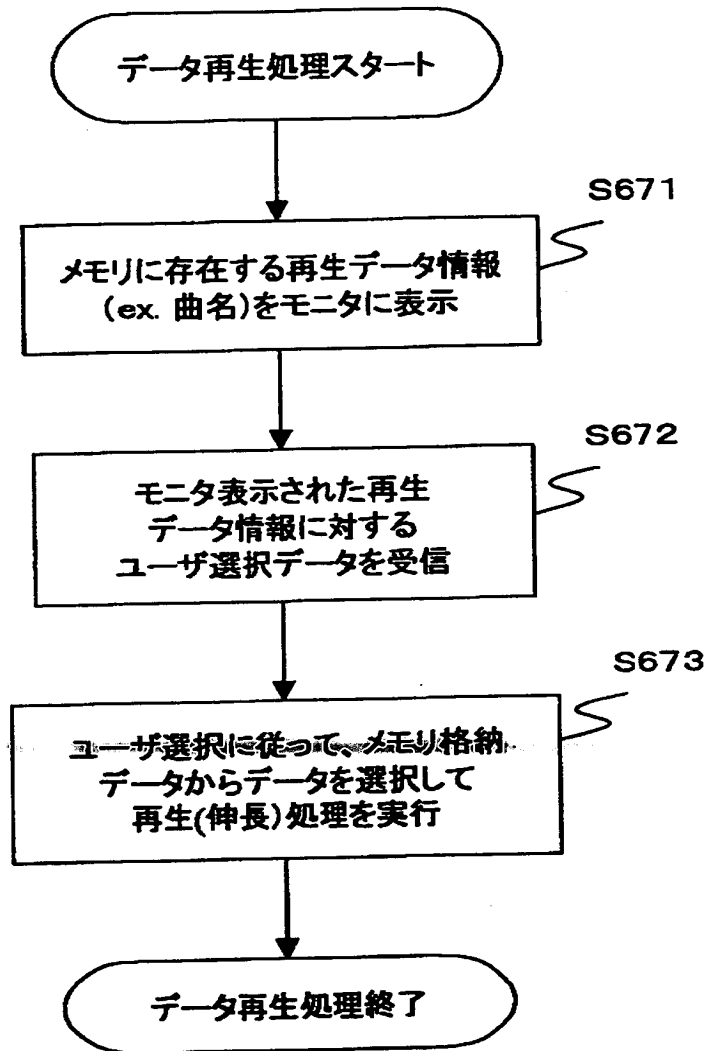 データ再生処理スタート
S671
メモリに存在する再生データ情報
(ex. 曲名)をモニタに表示
S672
モニタ表示された再生
データ情報に対する
ユーザ選択データを受信
S673
ユーザ選択に従って、メモリ格納
データからデータを選択して
再生(伸長)処理を実行
データ再生処理終了